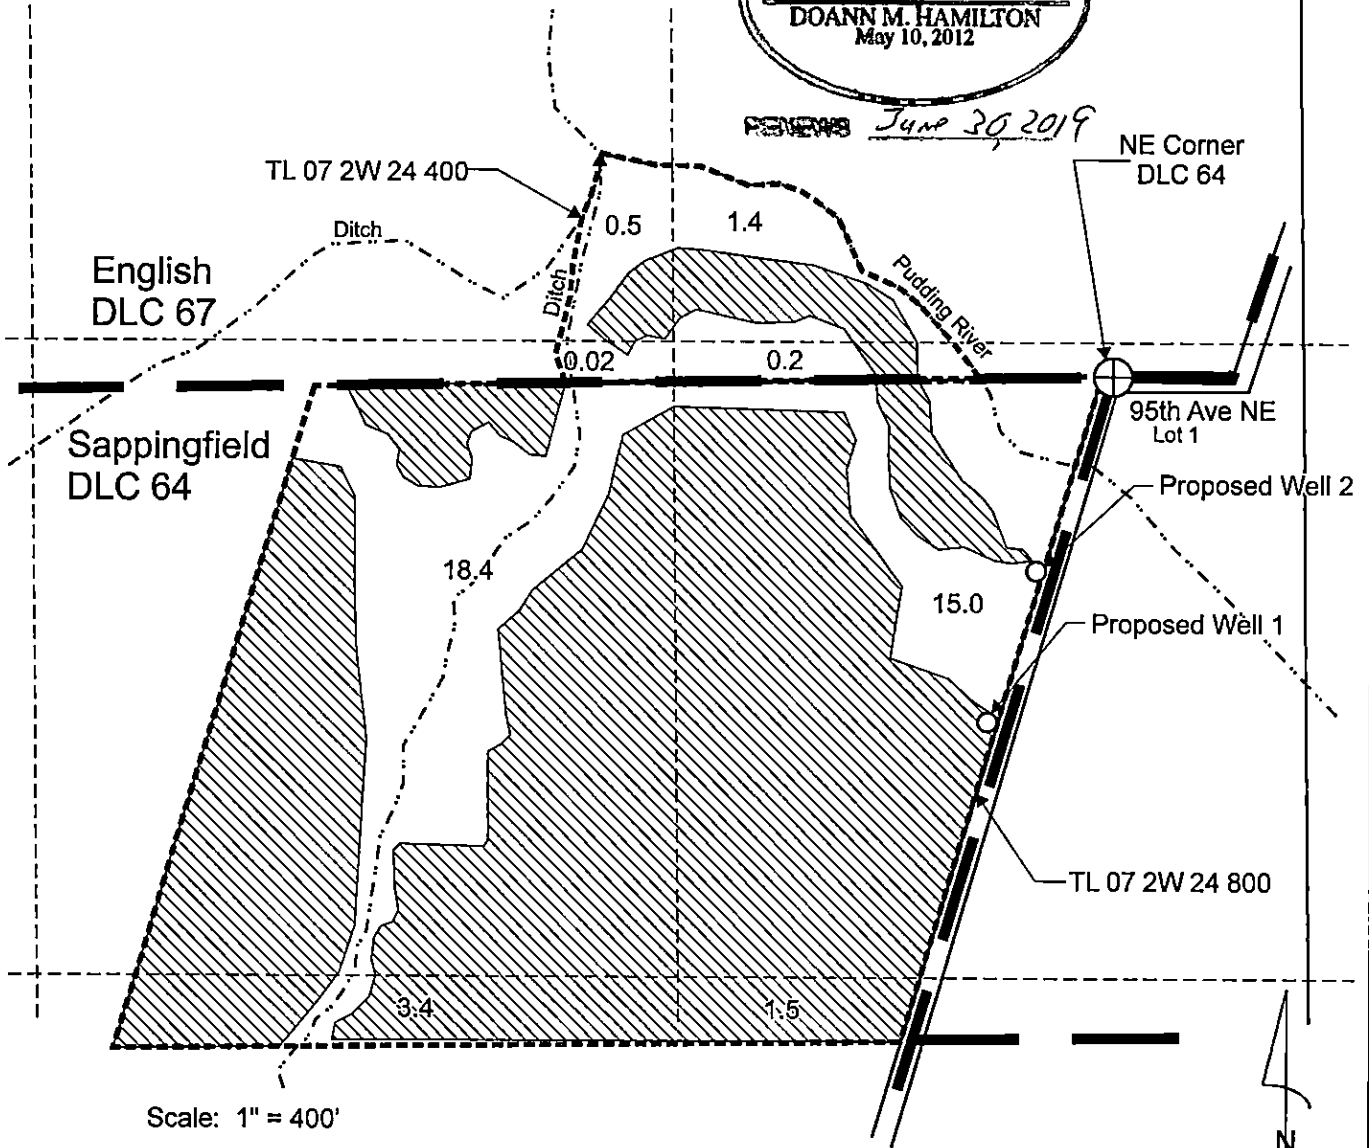 DOANN M. HAMILTON
May 10, 2012
RENEWS June 30, 2019
NE Corner
DLC 64
TL 07 2W 24 400
0.5
1.4
Ditch
English
DLC 67
Ditch
Pudding River
0.02
0.2
95th Ave NE
Lot 1
Sappingfield
DLC 64
Proposed Well 2
18.4
15.0
Proposed Well 1
TL 07 2W 24 800
3.4
1.5
Scale: 1" = 400'
N